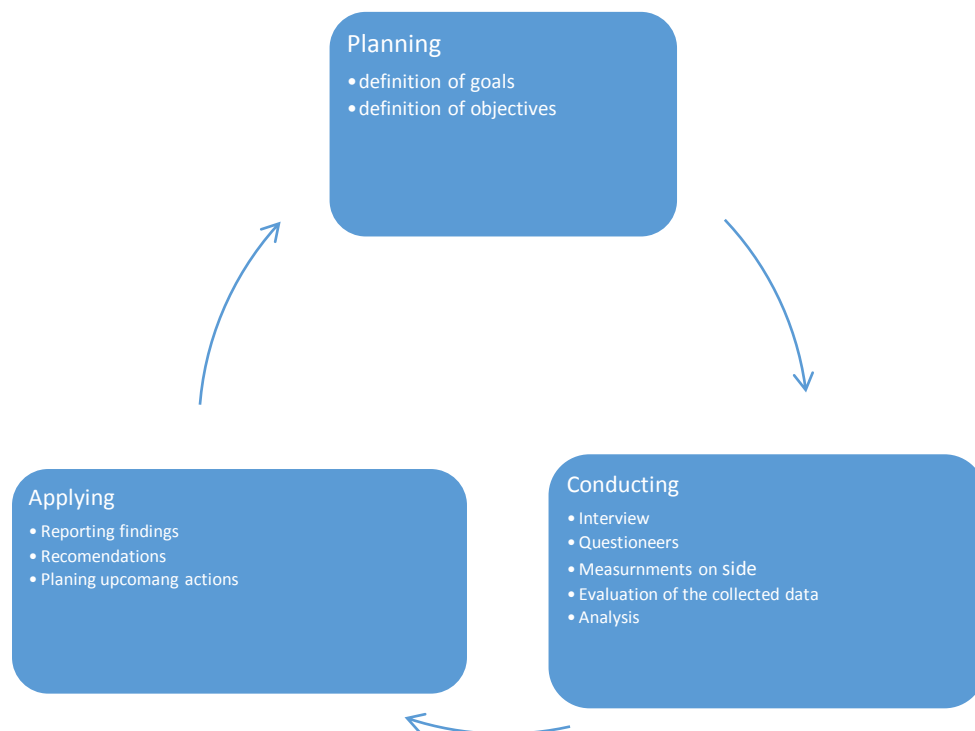 Planning
•definition of goals
•definition of objectives
Conducting
• Interview
• Questioneers
• Measurnments on side
• Evaluation of the collected data
• Analysis
Applying
• Reporting findings
• Recomendations
• Planing upcomang actions